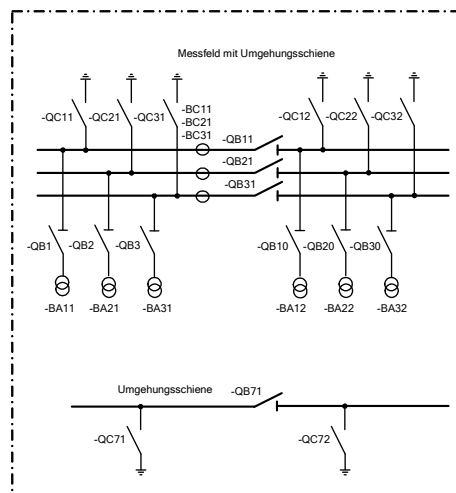 Messfeld mit Umgehungsschiene
-QC11
-QC21
-QC31
-BC11
-BC21
-BC31
-QC12
-QC22
-QC32
-QB11
-QB21
-QB31
-QB1
-QB2
-QB3
-QB10
-QB20
-QB30
-BA11
-BA21
-BA31
-BA12
-BA22
-BA32
Umgehungsschiene
-QB71
-QC71
-QC72